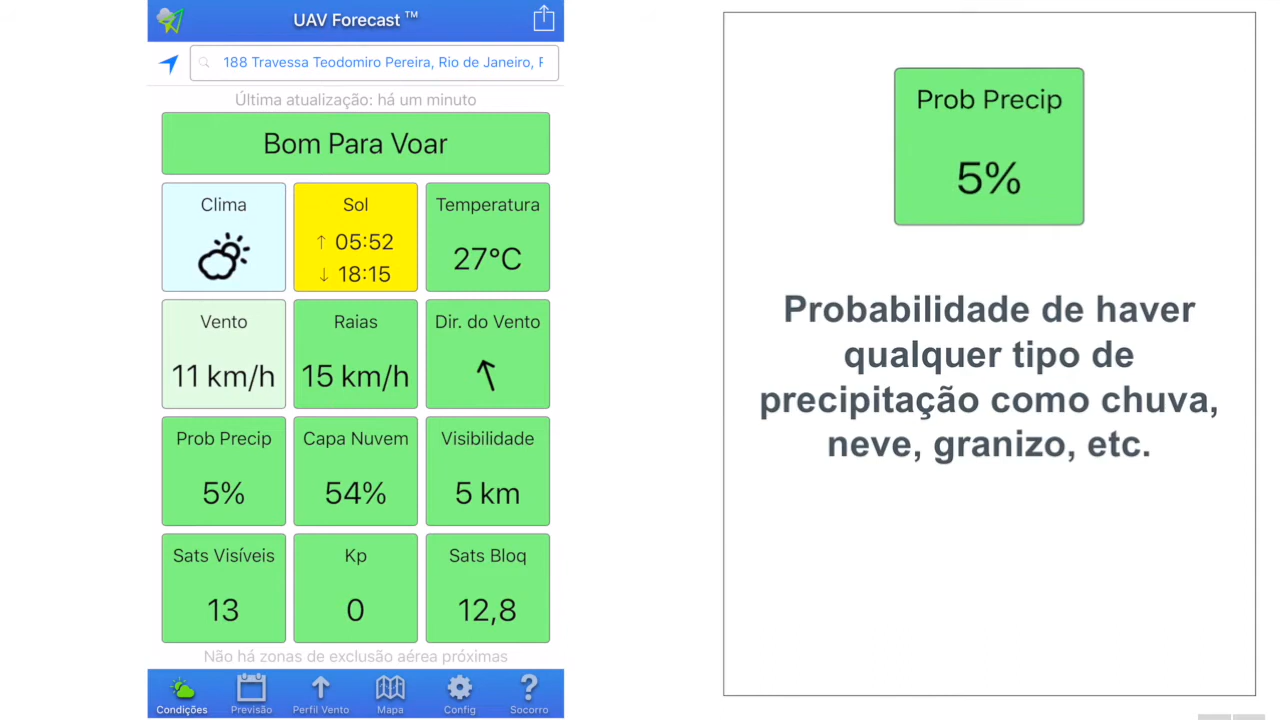 UAV Forecast ™
188 Travessa Teodomiro Pereira, Rio de Janeiro, F
Última atualização: há um minuto
Bom Para Voar
Clima
Sol
↑ 05:52
↓ 18:15
Temperatura
27°C
Vento
11 km/h
Raias
15 km/h
Dir. do Vento
Prob Precip
5%
Capa Nuvem
54%
Visibilidade
5 km
Sats Visíveis
13
Kp
0
Sats Bloq
12,8
Não há zonas de exclusão aérea próximas
Condições
Previsão
Perfil Vento
Mapa
Config
Socorro
Prob Precip
5%
Probabilidade de haver
qualquer tipo de
precipitação como chuva,
neve, granizo, etc.